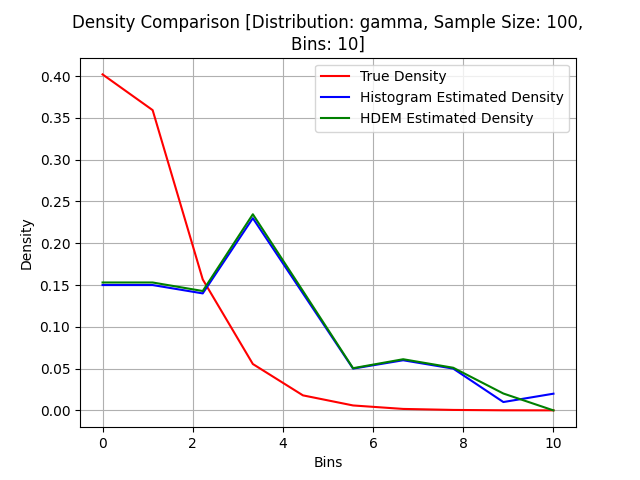 Density Comparison [Distribution: gamma, Sample Size: 100,
Bins: 10]
True Density
Histogram Estimated Density
HDEM Estimated Density
Density
0.40
0.35
0.30
0.25
0.20
0.15
0.10
0.05
0.00
0 2 4 6 8 10
Bins